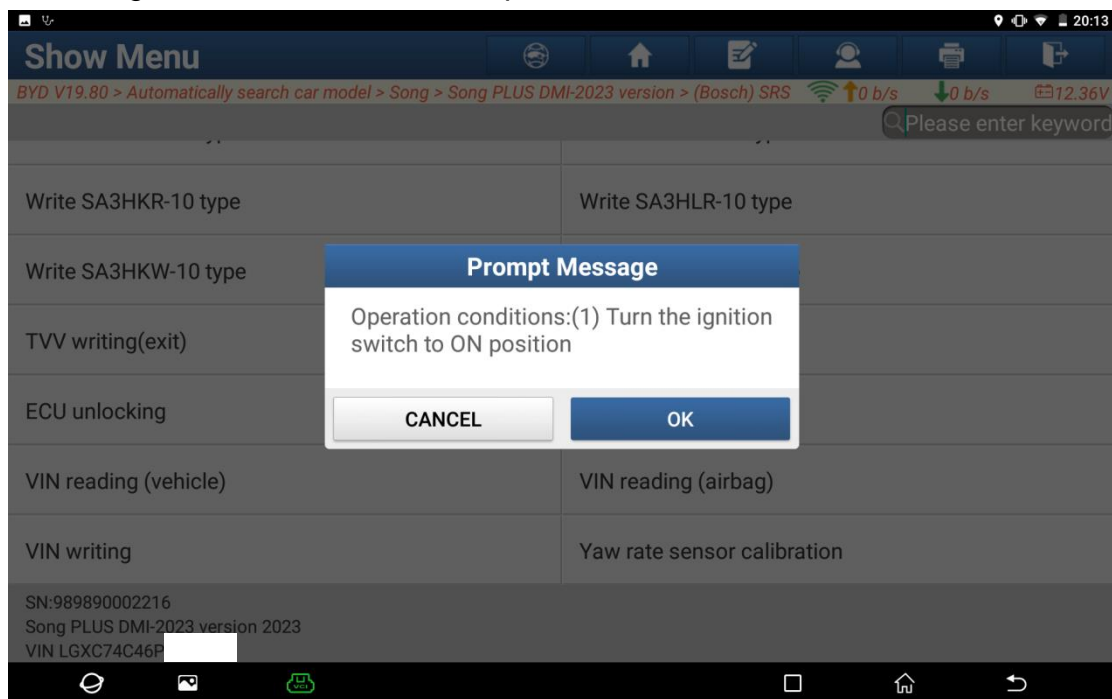 20:13
Show Menu
BYD V19.80 > Automatically search car model > Song > Song PLUS DMI-2023 version > (Bosch) SRS 0 b/s 0 b/s 12.36V
Please enter keyword
Write SA3HKR-10 type Write SA3HLR-10 type
Write SA3HKW-10 type
Prompt Message
Operation conditions:(1) Turn the ignition
switch to ON position
TVV writing(exit)
CANCEL OK
ECU unlocking
VIN reading (vehicle) VIN reading (airbag)
VIN writing Yaw rate sensor calibration
SN:989890002216
Song PLUS DMI-2023 version 2023
VIN LGXC74C46P
VCI